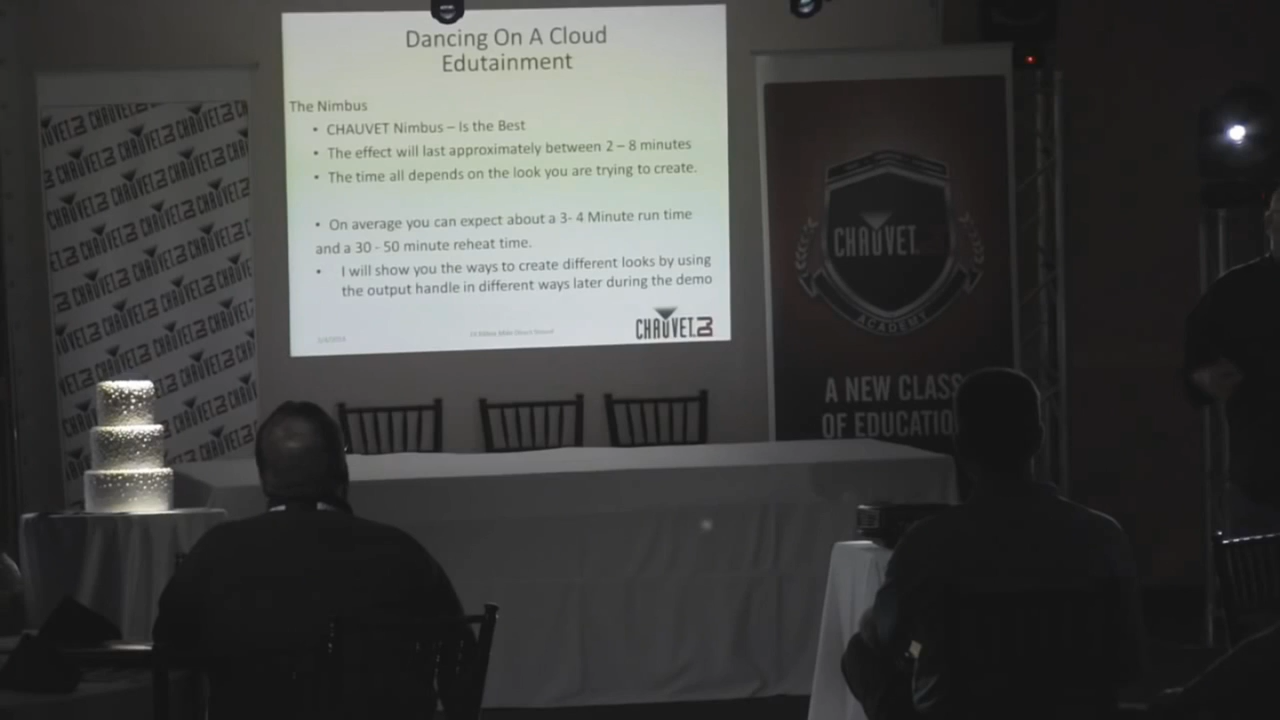 Dancing On A Cloud
Edutainment
The Nimbus
• CHAUVET Nimbus – Is the Best
• The effect will last approximately between 2 – 8 minutes
• The time all depends on the look you are trying to create.
• On average you can expect about a 3- 4 Minute run time
and a 30 - 50 minute reheat time.
• I will show you the ways to create different looks by using
the output handle in different ways later during the demo
CHAUVET
CHAUVET
ACADEMY
A NEW CLASS
OF EDUCATIO
CHAUVET